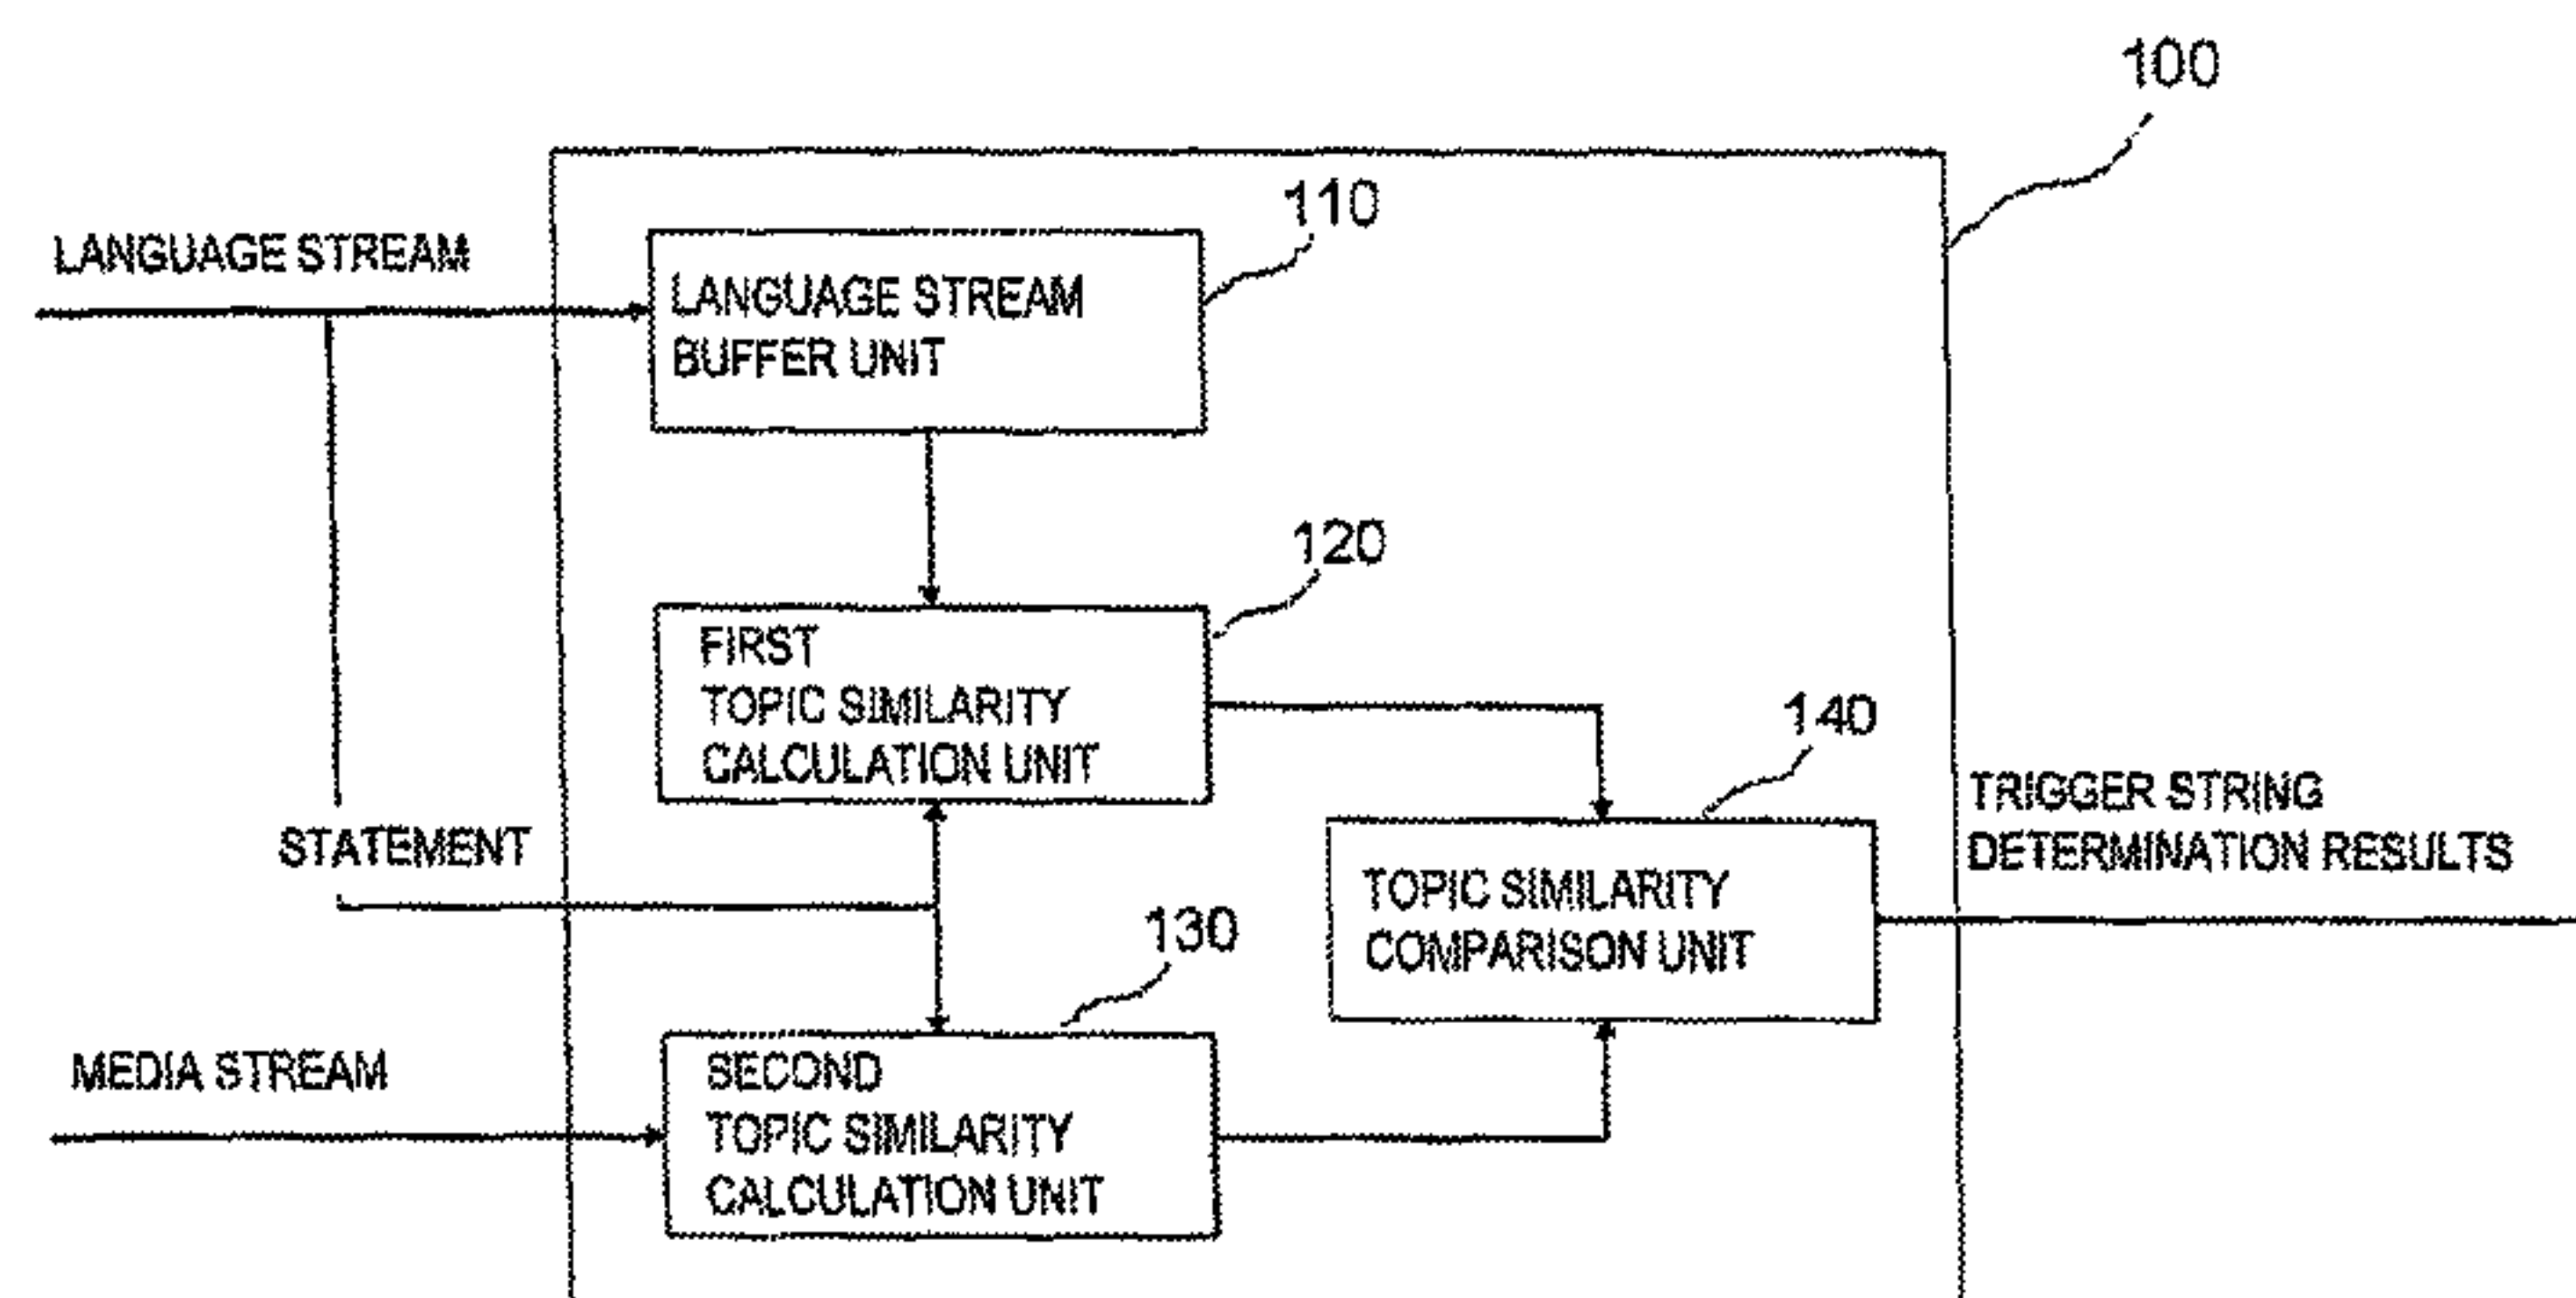 100
110
LANGUAGE STREAM
LANGUAGE STREAM
BUFFER UNIT
120
FIRST
TOPIC SIMILARITY
CALCULATION UNIT
140
TRIGGER STRING
DETERMINATION RESULTS
STATEMENT
TOPIC SIMILARITY
COMPARISON UNIT
130
MEDIA STREAM
SECOND
TOPIC SIMILARITY
CALCULATION UNIT